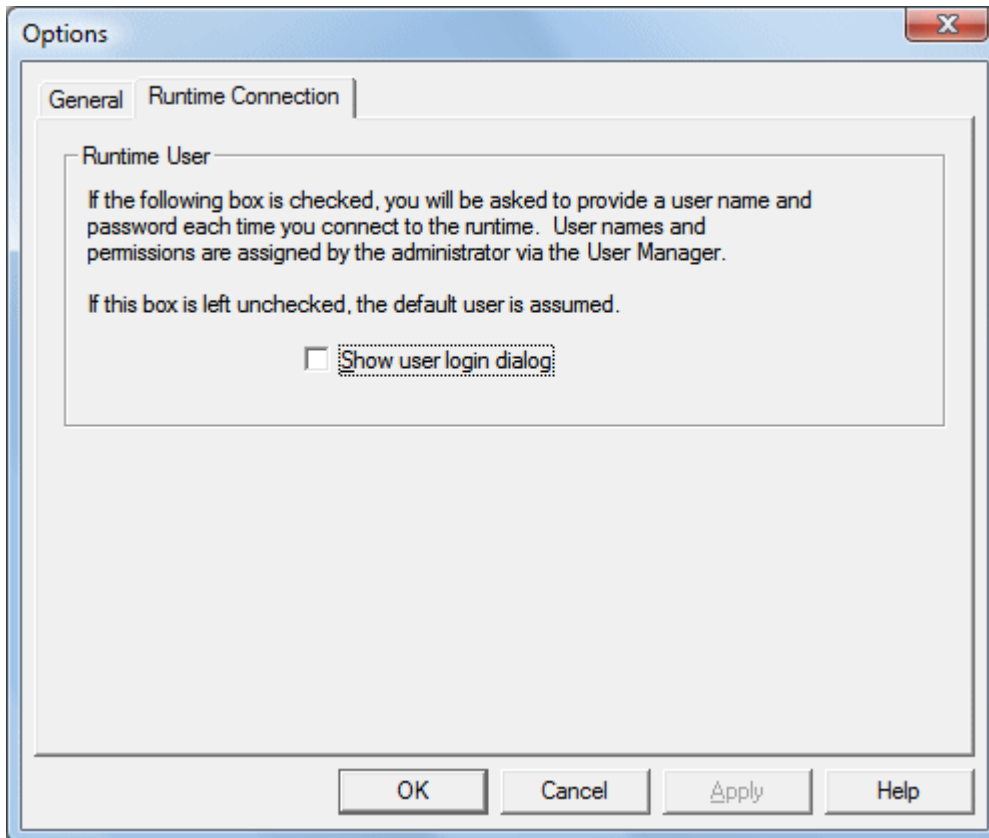 Options
General
Runtime Connection
Runtime User
If the following box is checked, you will be asked to provide a user name and
password each time you connect to the runtime.  User names and
permissions are assigned by the administrator via the User Manager.
If this box is left unchecked, the default user is assumed.
Show user login dialog
OK
Cancel
Apply
Help